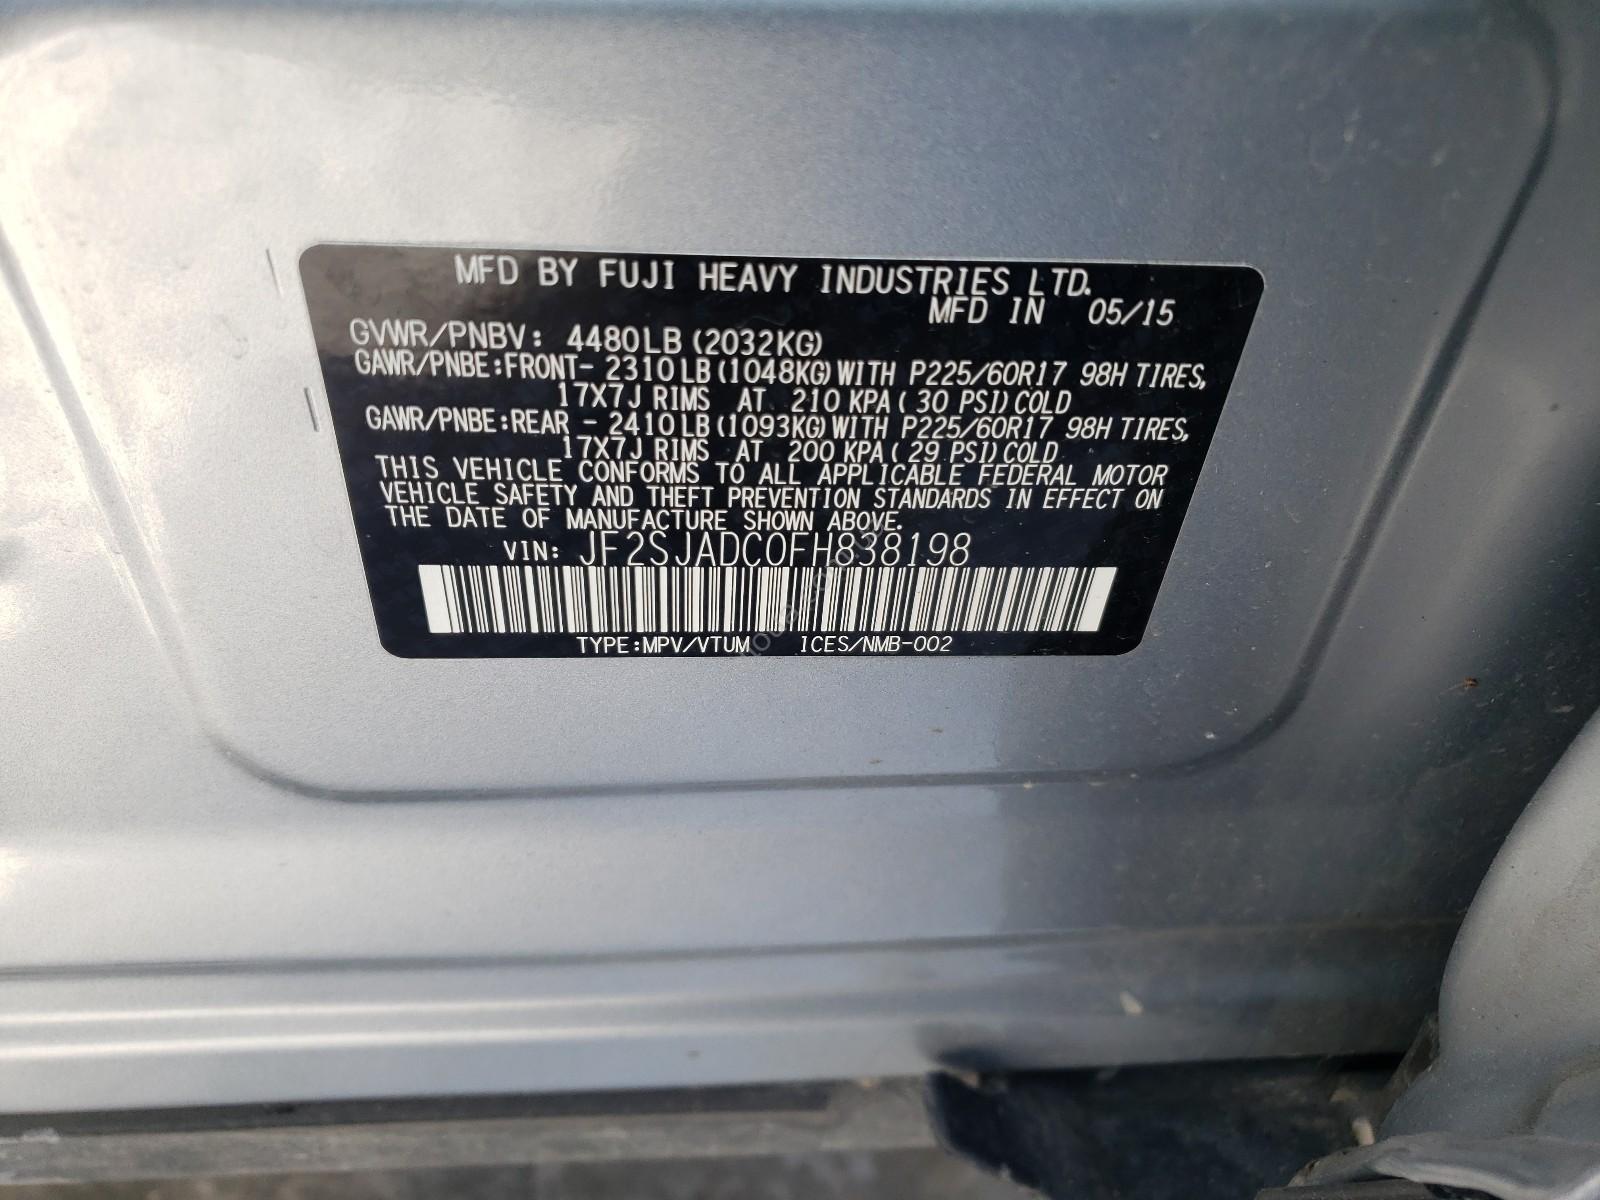 MFD BY FUJI HEAVY INDUSTRIES LTD.
MFD IN 05/15
GVWR/PNBV: 4480LB (2032KG)
GAWR/PNBE:FRONT- 2310LB (1048KG) WITH P225/60R17 98H TIRES,
17X7J RIMS AT 210 KPA ( 30 PSI) COLD
GAWR/PNBE:REAR - 2410LB (1093KG) WITH P225/60R17 98H TIRES,
17X7J RIMS AT 200 KPA ( 29 PSI) COLD
THIS VEHICLE CONFORMS TO ALL APPLICABLE FEDERAL MOTOR
VEHICLE SAFETY AND THEFT PREVENTION STANDARDS IN EFFECT ON
THE DATE OF MANUFACTURE SHOWN ABOVE.
VIN: JF2SJADC0FH838198
TYPE:MPV/VTUM ICES/NMB-002